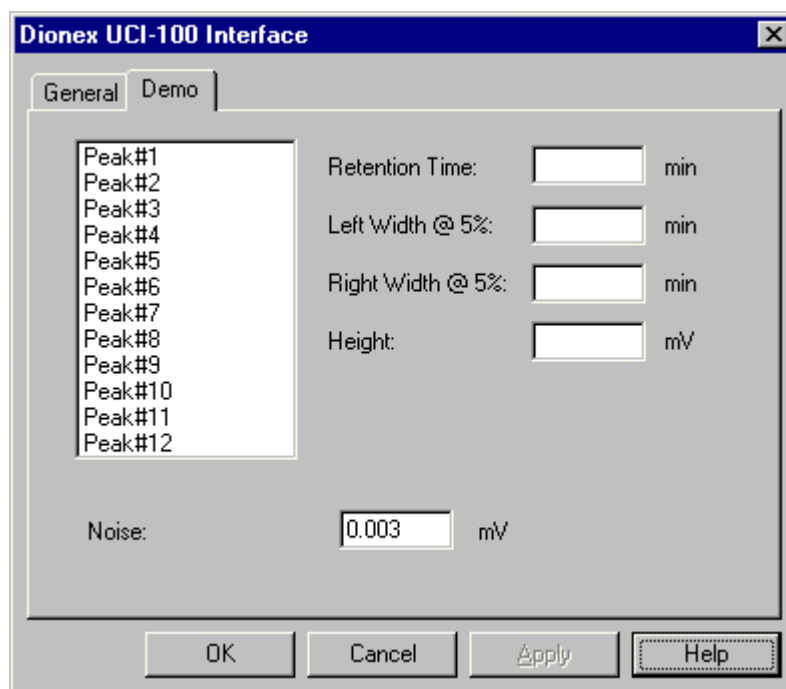 Dionex UCI-100 Interface
General Demo
Peak#1
Peak#2
Peak#3
Peak#4
Peak#5
Peak#6
Peak#7
Peak#8
Peak#9
Peak#10
Peak#11
Peak#12
Retention Time: min
Left Width @ 5%: min
Right Width @ 5%: min
Height: mV
Noise: 0.003 mV
OK Cancel Apply Help